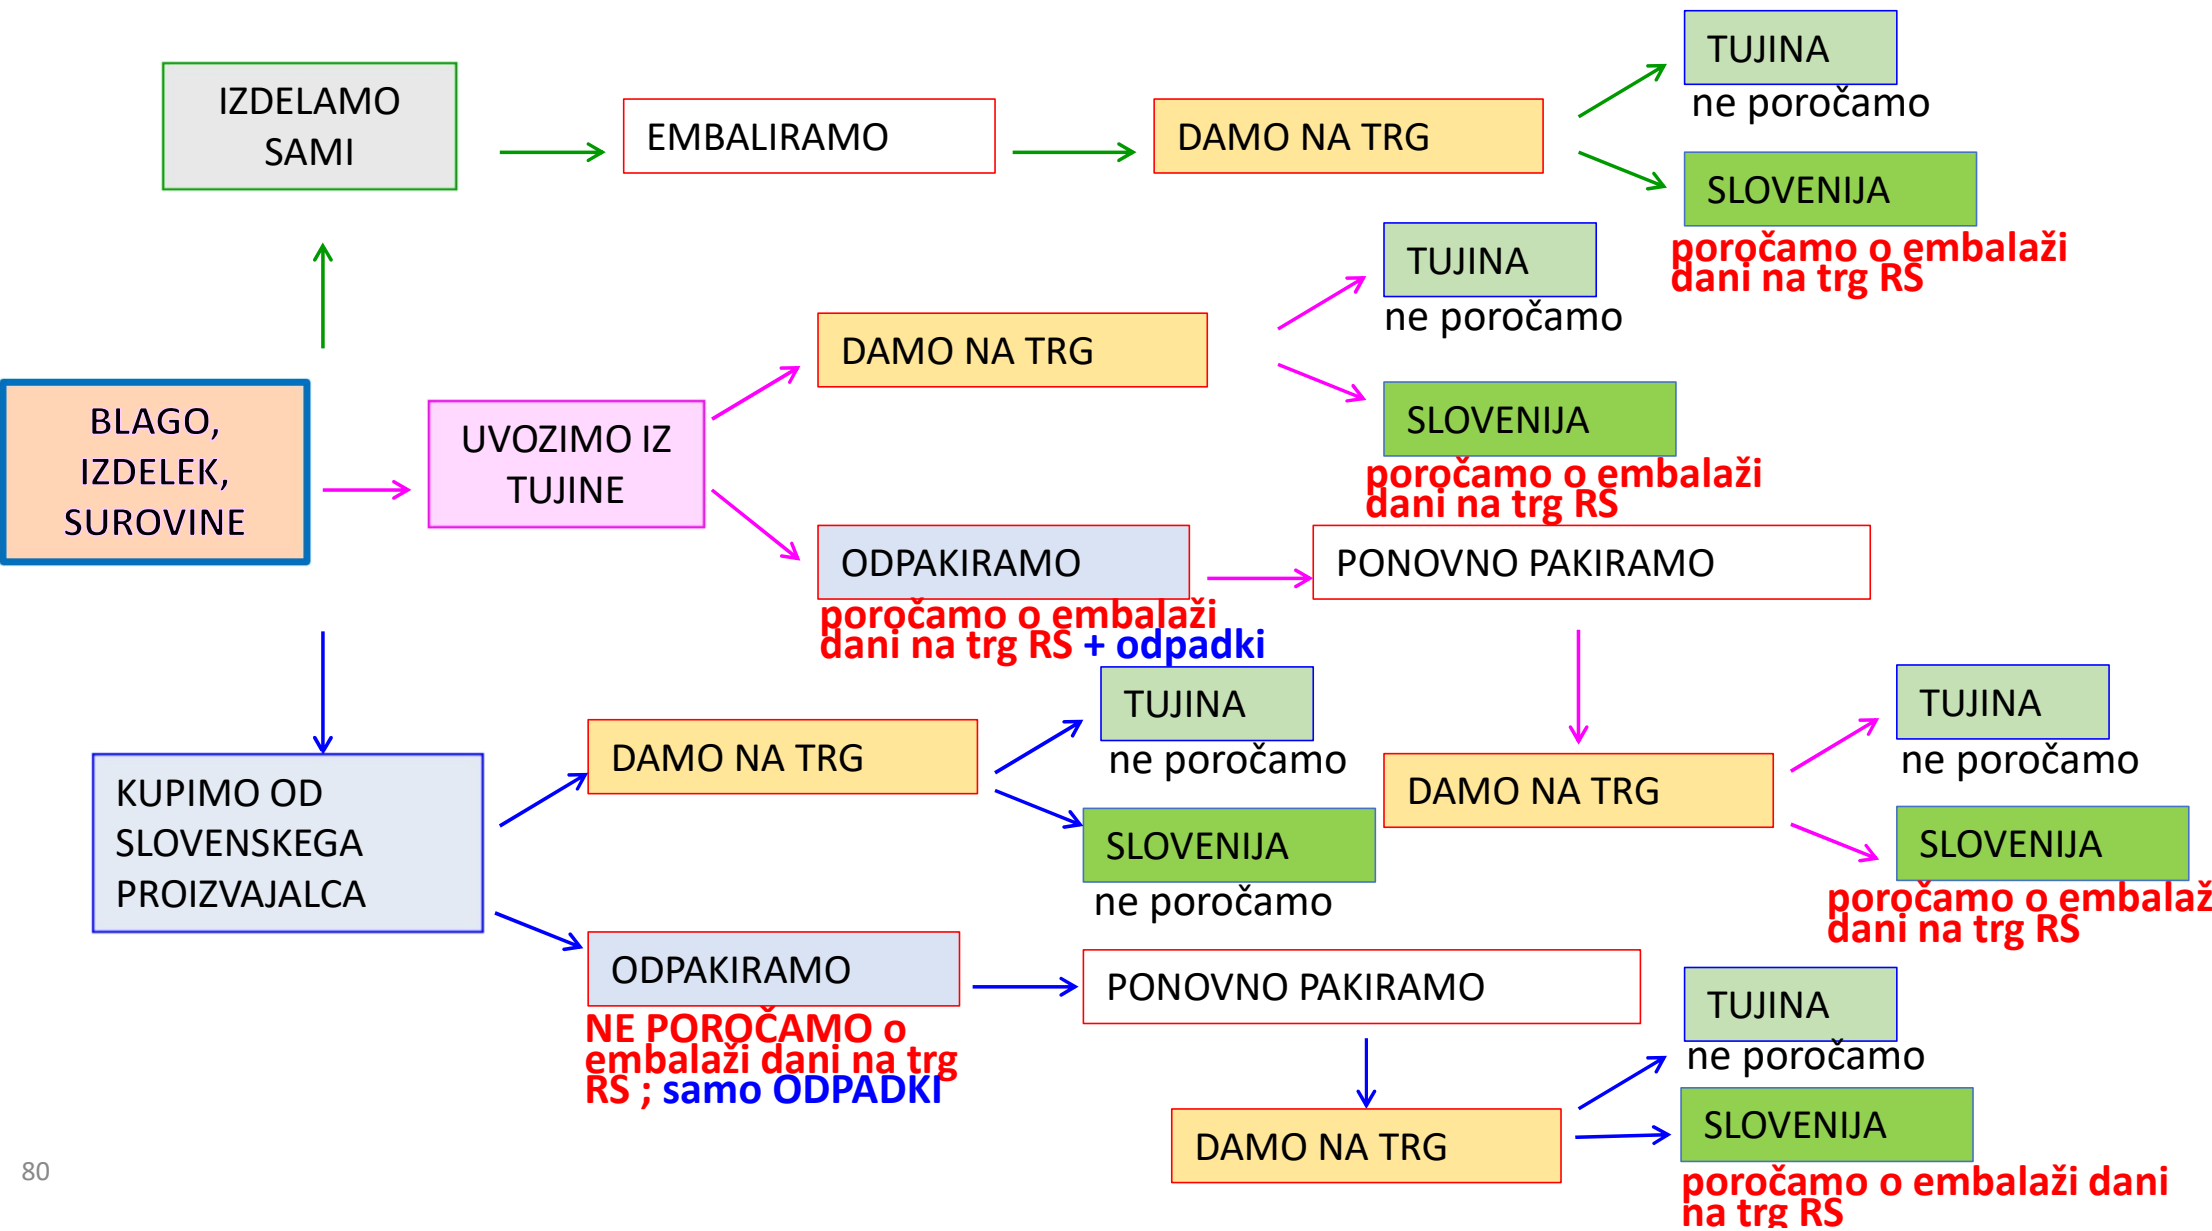 IZDELAMO
SAMI
EMBALIRAMO
DAMO NA TRG
TUJINA
ne poročamo
SLOVENIJA
poročamo o embalaži
dani na trg RS
BLAGO,
IZDELEK,
SUROVINE
UVOZIMO IZ
TUJINE
DAMO NA TRG
TUJINA
ne poročamo
SLOVENIJA
poročamo o embalaži
dani na trg RS
ODPAKIRAMO
poročamo o embalaži
dani na trg RS + odpadki
PONOVNO PAKIRAMO
DAMO NA TRG
TUJINA
ne poročamo
SLOVENIJA
poročamo o embalaž
dani na trg RS
KUPIMO OD
SLOVENSKEGA
PROIZVAJALCA
DAMO NA TRG
TUJINA
ne poročamo
SLOVENIJA
ne poročamo
ODPAKIRAMO
NE POROČAMO o
embalaži dani na trg
RS ; samo ODPADKI
PONOVNO PAKIRAMO
DAMO NA TRG
TUJINA
ne poročamo
SLOVENIJA
poročamo o embalaži dani
na trg RS
80